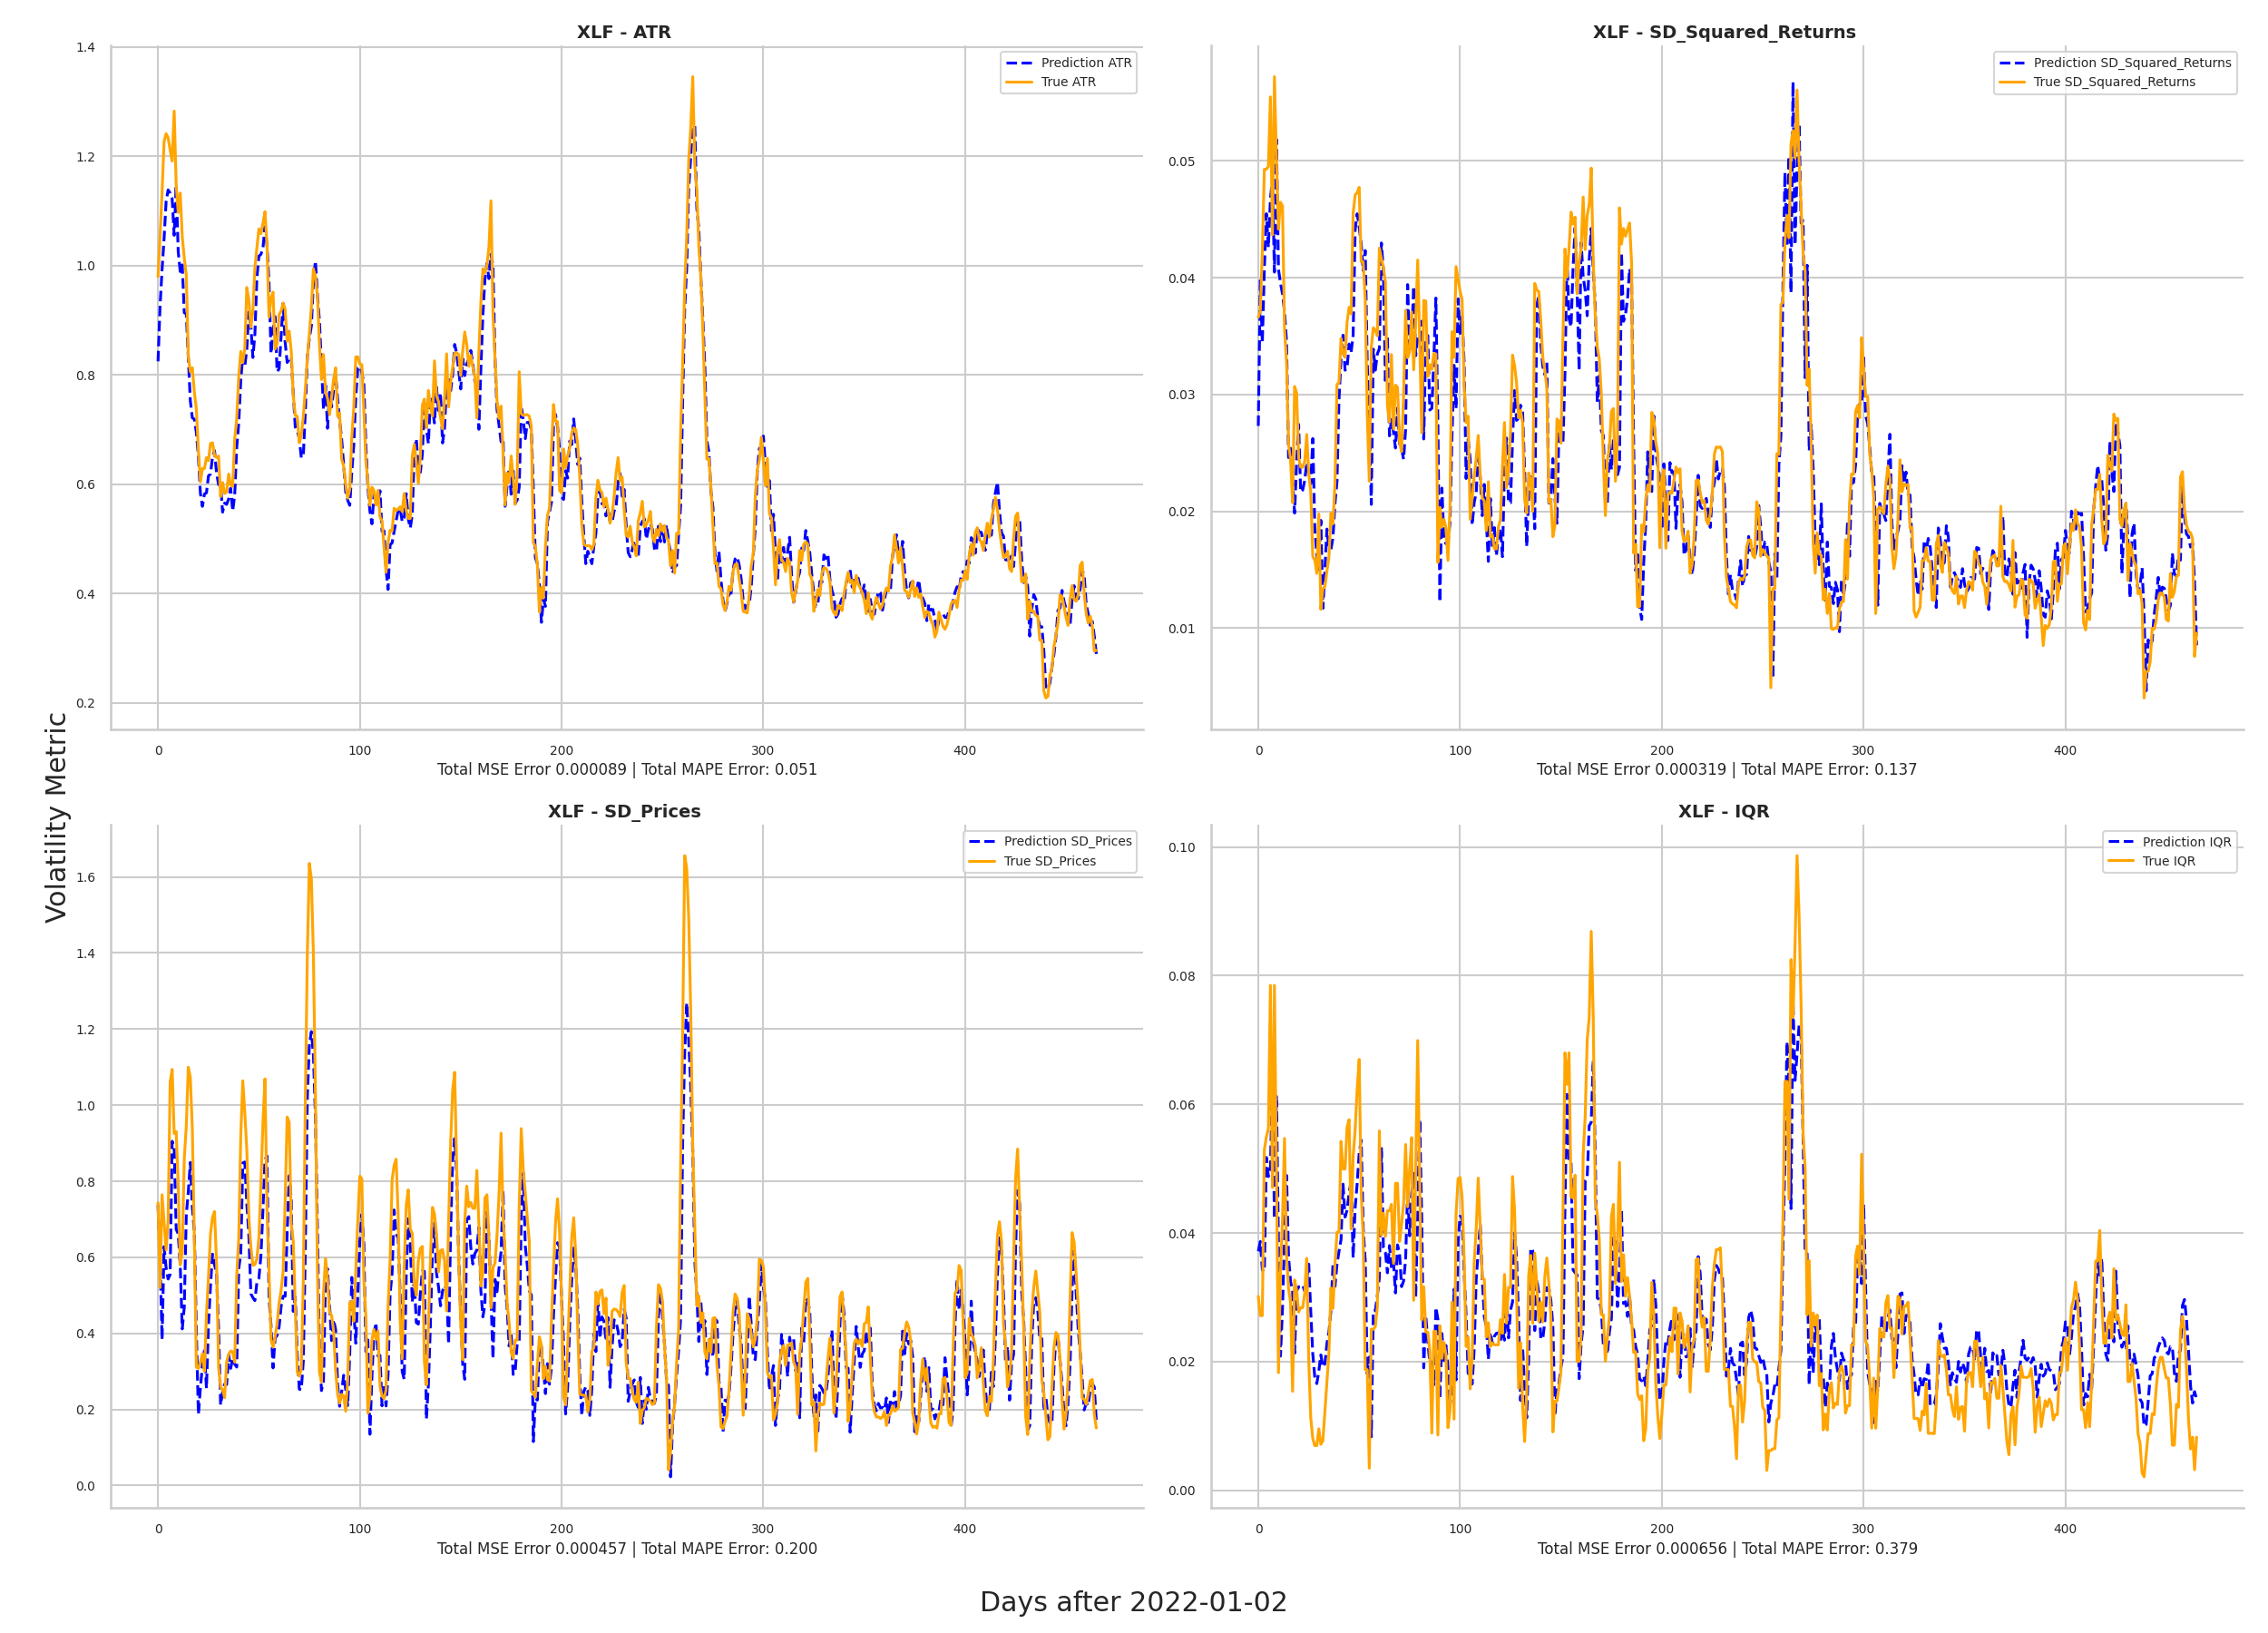 XLF - ATR
1.4
1.2
1.0
0.8
0.6
0.4
0.2
0 100 200 300 400
Prediction ATR
True ATR
Total MSE Error 0.000089 | Total MAPE Error: 0.051
XLF - SD_Squared_Returns
0.05
0.04
0.03
0.02
0.01
0 100 200 300 400
Prediction SD_Squared_Returns
True SD_Squared_Returns
Total MSE Error 0.000319 | Total MAPE Error: 0.137
Volatility Metric
XLF - SD_Prices
1.6
1.4
1.2
1.0
0.8
0.6
0.4
0.2
0.0
0 100 200 300 400
Prediction SD_Prices
True SD_Prices
Total MSE Error 0.000457 | Total MAPE Error: 0.200
XLF - IQR
0.10
0.08
0.06
0.04
0.02
0.00
0 100 200 300 400
Prediction IQR
True IQR
Total MSE Error 0.000656 | Total MAPE Error: 0.379
Days after 2022-01-02